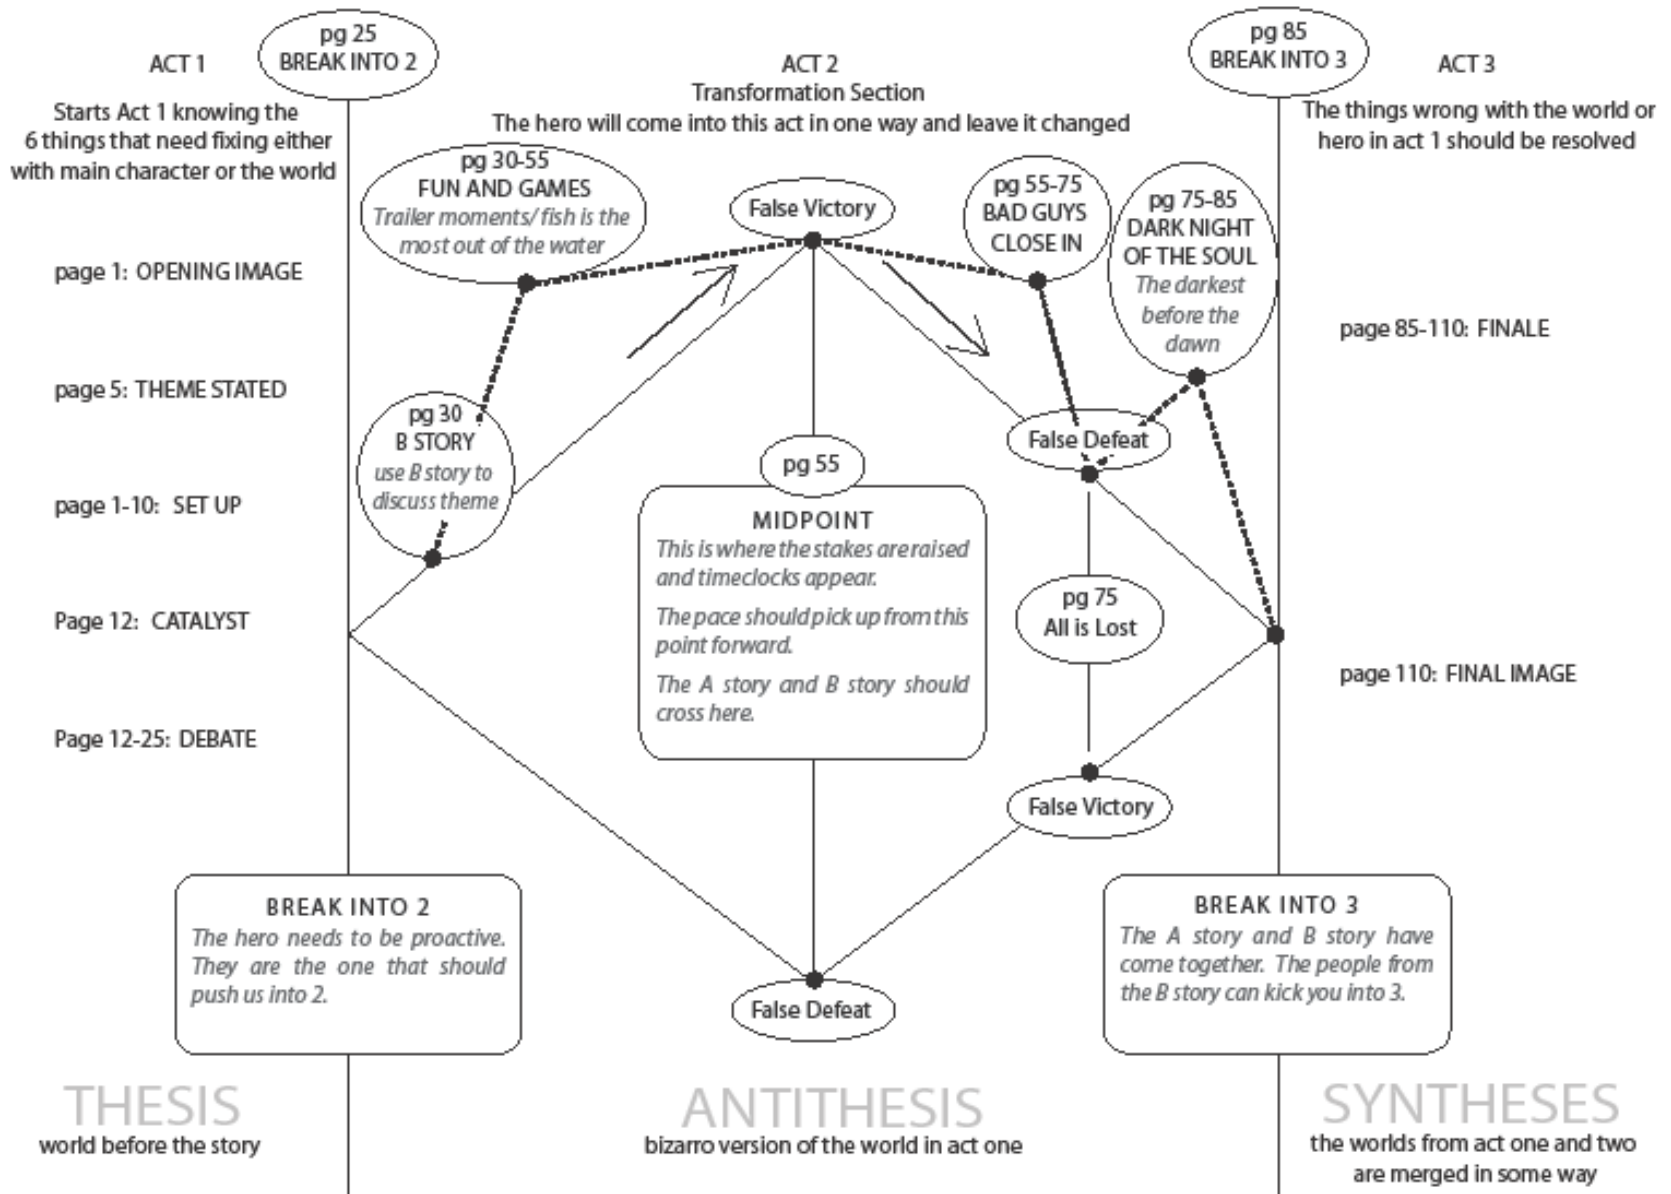 pg 25
BREAK INTO 2
pg 85
BREAK INTO 3
ACT 1
Starts Act 1 knowing the
6 things that need fixing either
with main character or the world
page 1: OPENING IMAGE
page 5: THEME STATED
page 1-10: SET UP
Page 12: CATALYST
Page 12-25: DEBATE
ACT 2
Transformation Section
The hero will come into this act in one way and leave it changed
pg 30-55
FUN AND GAMES
Trailer moments/ fish is the
most out of the water
False Victory
pg 55-75
BAD GUYS
CLOSE IN
pg 75-85
DARK NIGHT
OF THE SOUL
The darkest
before the
dawn
pg 30
B STORY
use B story to
discuss theme
False Defeat
pg 55
MIDPOINT
This is where the stakes are raised
and timeclocks appear.
The pace should pick up from this
point forward.
The A story and B story should
cross here.
pg 75
All is Lost
False Victory
False Defeat
ACT 3
The things wrong with the world or
hero in act 1 should be resolved
page 85-110: FINALE
page 110: FINAL IMAGE
BREAK INTO 2
The hero needs to be proactive.
They are the one that should
push us into 2.
BREAK INTO 3
The A story and B story have
come together. The people from
the B story can kick you into 3.
THESIS
world before the story
ANTITHESIS
bizarro version of the world in act one
SYNTHESES
the worlds from act one and two
are merged in some way